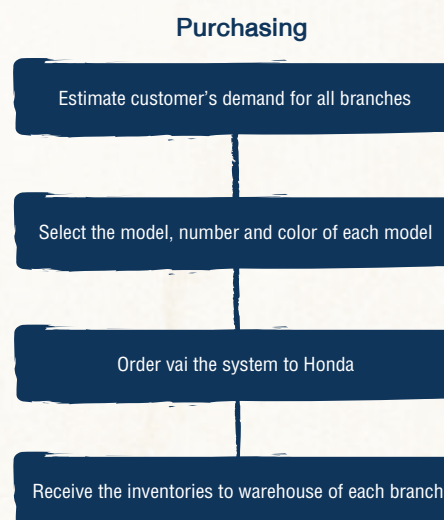 Purchasing
Estimate customer's demand for all branches
Select the model, number and color of each model
Order vai the system to Honda
Receive the inventories to warehouse of each branch